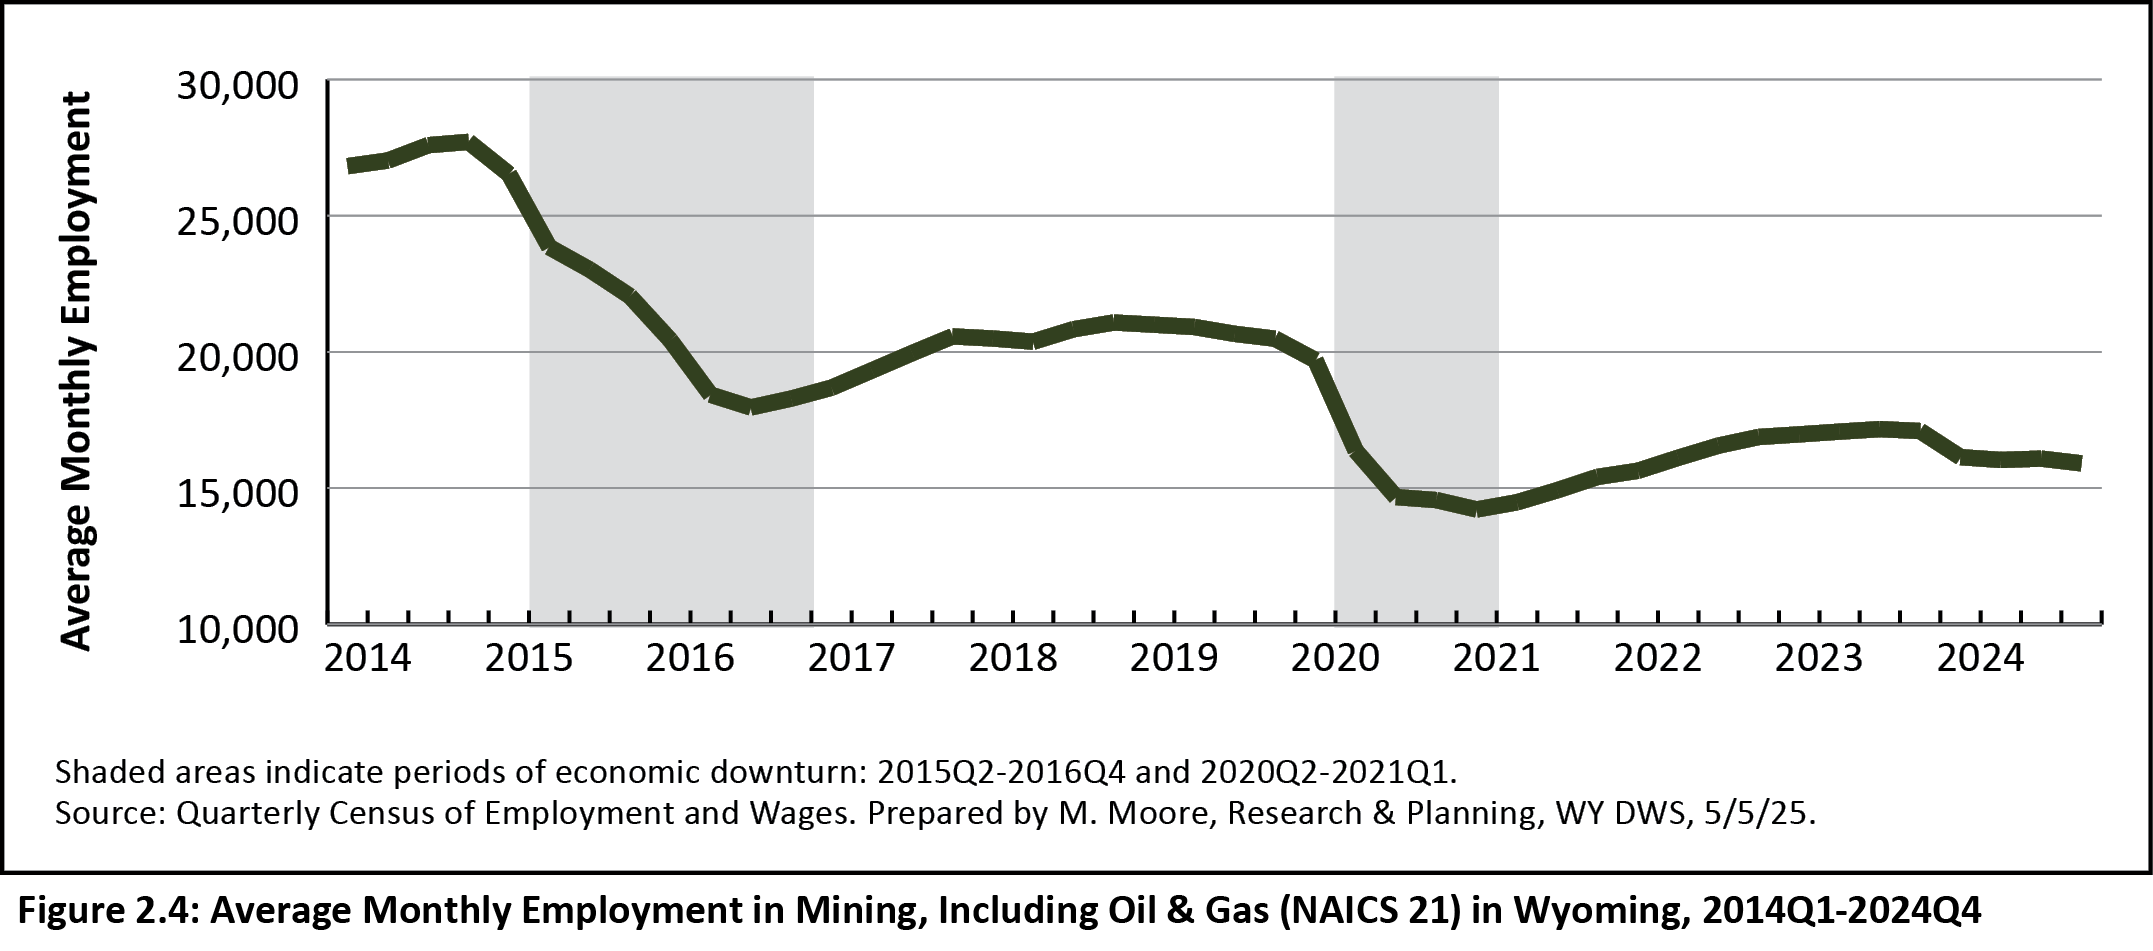 Average Monthly Employment
30,000
25,000
20,000
15,000
10,000
2014 2015 2016 2017 2018 2019 2020 2021 2022 2023 2024
Shaded areas indicate periods of economic downturn: 2015Q2-2016Q4 and 2020Q2-2021Q1.
Source: Quarterly Census of Employment and Wages. Prepared by M. Moore, Research & Planning, WY DWS, 5/5/25.
Figure 2.4: Average Monthly Employment in Mining, Including Oil & Gas (NAICS 21) in Wyoming, 2014Q1-2024Q4